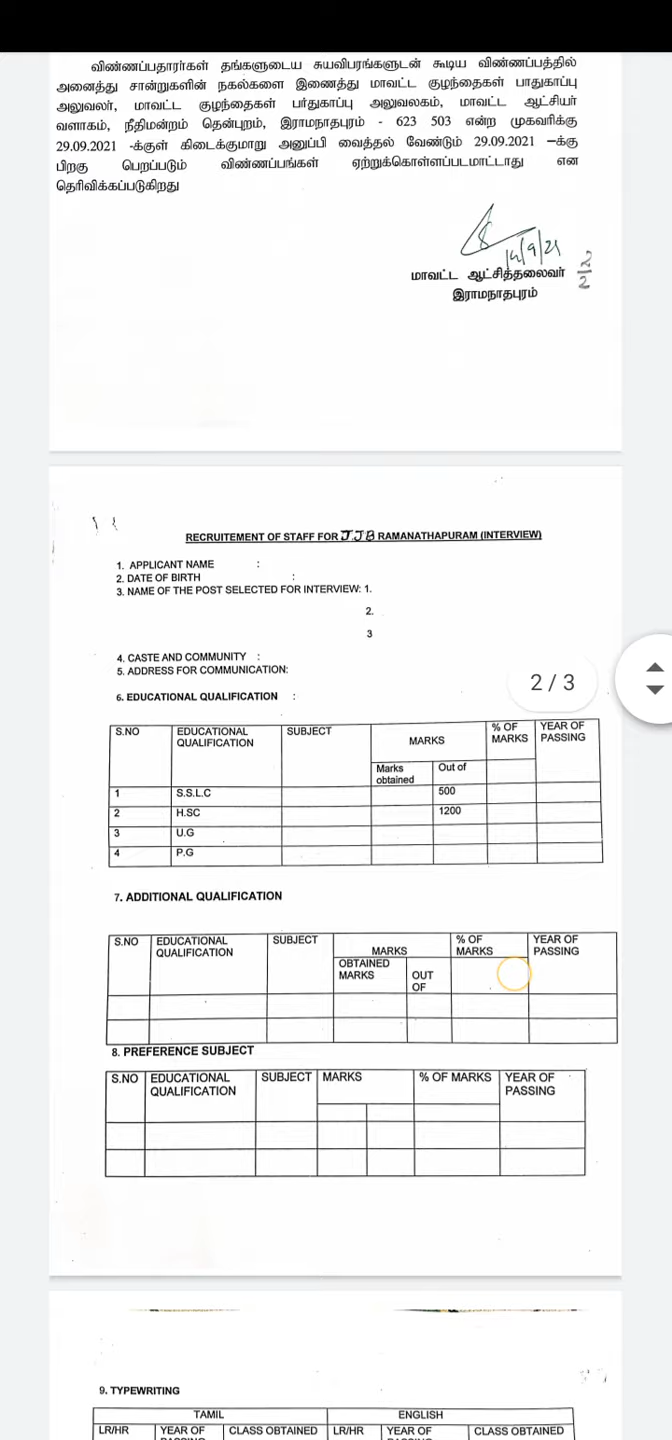 விண்ணப்பதாரர்கள் தங்களுடைய சுயவிபரங்களுடன் கூடிய விண்ணப்பத்தில்
அனைத்து சான்றுகளின் நகல்களை இணைத்து மாவட்ட குழந்தைகள் பாதுகாப்பு
அலுவலர், மாவட்ட குழந்தைகள் பாதுகாப்பு அலுவலகம், மாவட்ட ஆட்சியர்
வளாகம், நீதிமன்றம் தென்புறம், இராமநாதபுரம் - 623 503 என்ற முகவரிக்கு
29.09.2021 -க்குள் கிடைக்குமாறு அனுப்பி வைத்தல் வேண்டும் 29.09.2021 –க்கு
பிறகு பெறப்படும் விண்ணப்பங்கள் ஏற்றுக்கொள்ளப்படமாட்டாது என
தெரிவிக்கப்படுகிறது
14/9/21
மாவட்ட ஆட்சித்தலைவர்
இராமநாதபுரம்
2/2
RECRUITEMENT OF STAFF FOR JJB RAMANATHAPURAM (INTERVIEW)
1. APPLICANT NAME :
2. DATE OF BIRTH :
3. NAME OF THE POST SELECTED FOR INTERVIEW: 1.
2.
3
4. CASTE AND COMMUNITY :
5. ADDRESS FOR COMMUNICATION:
2 / 3
6. EDUCATIONAL QUALIFICATION :
S.NO EDUCATIONAL QUALIFICATION SUBJECT MARKS % OF MARKS YEAR OF PASSING
Marks obtained Out of
1 S.S.L.C 500
2 H.SC 1200
3 U.G
4 P.G
7. ADDITIONAL QUALIFICATION
S.NO EDUCATIONAL QUALIFICATION SUBJECT MARKS % OF MARKS YEAR OF PASSING
OBTAINED MARKS OUT OF
8. PREFERENCE SUBJECT
S.NO EDUCATIONAL QUALIFICATION SUBJECT MARKS % OF MARKS YEAR OF PASSING
9. TYPEWRITING
TAMIL ENGLISH
LR/HR YEAR OF CLASS OBTAINED LR/HR YEAR OF CLASS OBTAINED